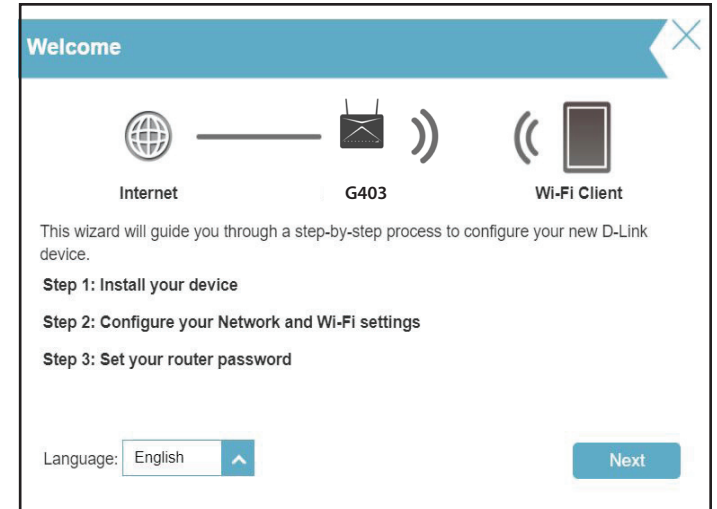 Welcome
Internet
G403
Wi-Fi Client
This wizard will guide you through a step-by-step process to configure your new D-Link
device.
Step 1: Install your device
Step 2: Configure your Network and Wi-Fi settings
Step 3: Set your router password
Language: English
Next